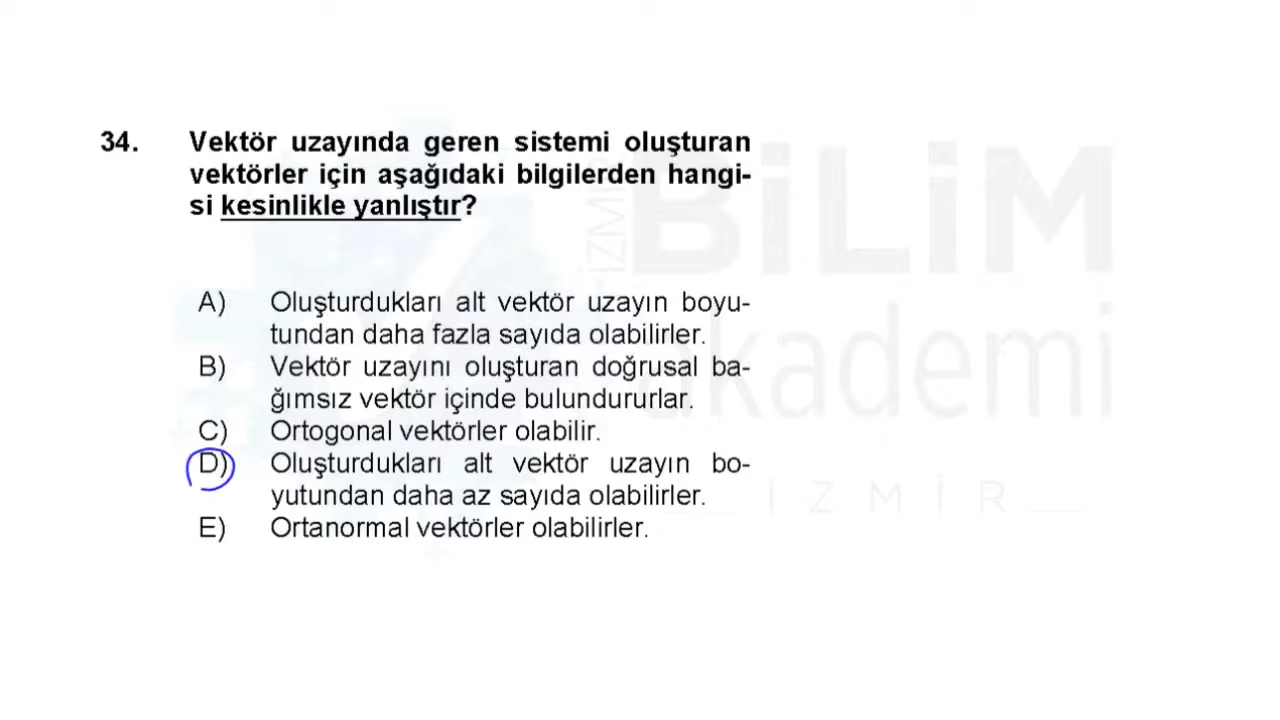 34. Vektör uzayında geren sistemi oluşturan
vektörler için aşağıdaki bilgilerden hangi-
si kesinlikle yanlıştır?
A) Oluşturdukları alt vektör uzayın boyu-
tundan daha fazla sayıda olabilirler.
B) Vektör uzayını oluşturan doğrusal ba-
ğımsız vektör içinde bulundururlar.
C) Ortogonal vektörler olabilir.
D) Oluşturdukları alt vektör uzayın bo-
yutundan daha az sayıda olabilirler.
E) Ortanormal vektörler olabilirler.
İZMİR
BİLİM
akademi
İZMİR